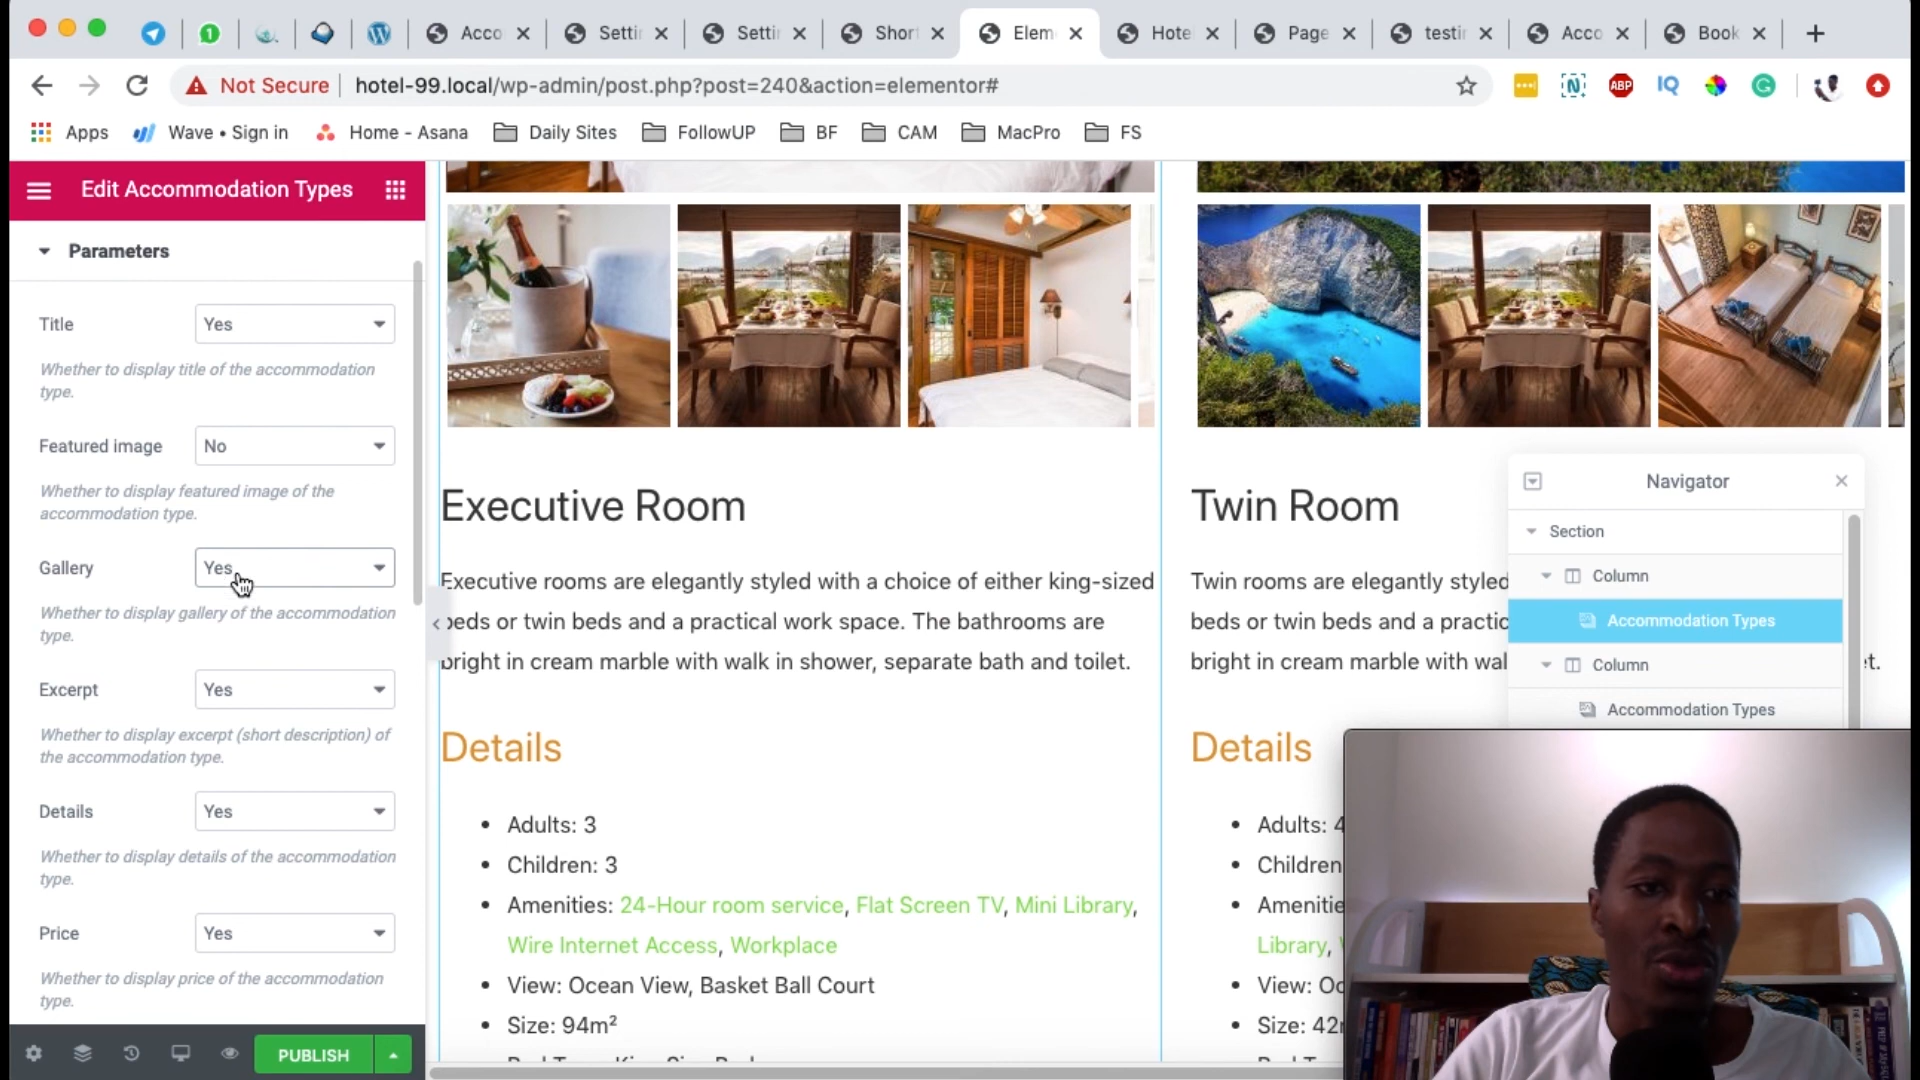 1
Acco
Setti
Setti
Short
Elem
Hote
Page
testi
Acco
Book
Not Secure
hotel-99.local/wp-admin/post.php?post=240&action=elementor#
ABP
IQ
Apps
Wave • Sign in
Home - Asana
Daily Sites
FollowUP
BF
CAM
MacPro
FS
Edit Accommodation Types
Parameters
Title
Yes
Whether to display title of the accommodation
type.
Featured image
No
Whether to display featured image of the
accommodation type.
Gallery
Yes
Whether to display gallery of the accommodation
type.
Excerpt
Yes
Whether to display excerpt (short description) of
the accommodation type.
Details
Yes
Whether to display details of the accommodation
type.
Price
Yes
Whether to display price of the accommodation
type.
PUBLISH
Executive Room
Executive rooms are elegantly styled with a choice of either king-sized
beds or twin beds and a practical work space. The bathrooms are
bright in cream marble with walk in shower, separate bath and toilet.
Details
Adults: 3
Children: 3
Amenities: 24-Hour room service, Flat Screen TV, Mini Library,
Wire Internet Access, Workplace
View: Ocean View, Basket Ball Court
Size: 94m²
Twin Room
Twin rooms are elegantly styled
beds or twin beds and a practic
bright in cream marble with wal
t.
Details
Adults: 4
Children
Amenitie
Library,
View: Oc
Size: 42
Navigator
Section
Column
Accommodation Types
Column
Accommodation Types